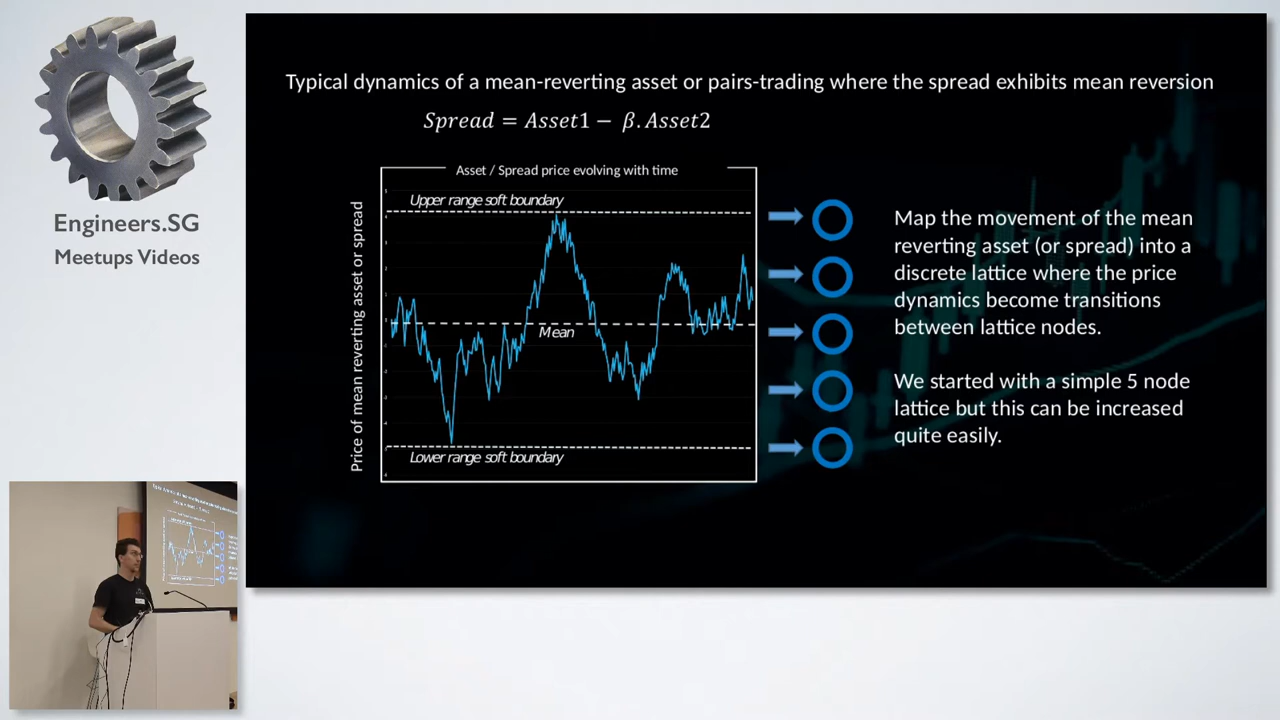 Engineers.SG
Meetups Videos
Typical dynamics of a mean-reverting asset or pairs-trading where the spread exhibits mean reversion
Spread = Asset1 − β.Asset2
Asset / Spread price evolving with time
Price of mean reverting asset or spread
Upper range soft boundary
Mean
Lower range soft boundary
Map the movement of the mean
reverting asset (or spread) into a
discrete lattice where the price
dynamics become transitions
between lattice nodes.
We started with a simple 5 node
lattice but this can be increased
quite easily.